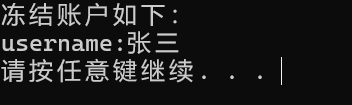 冻结账户如下:
username:张三
请按任意键继续. . .